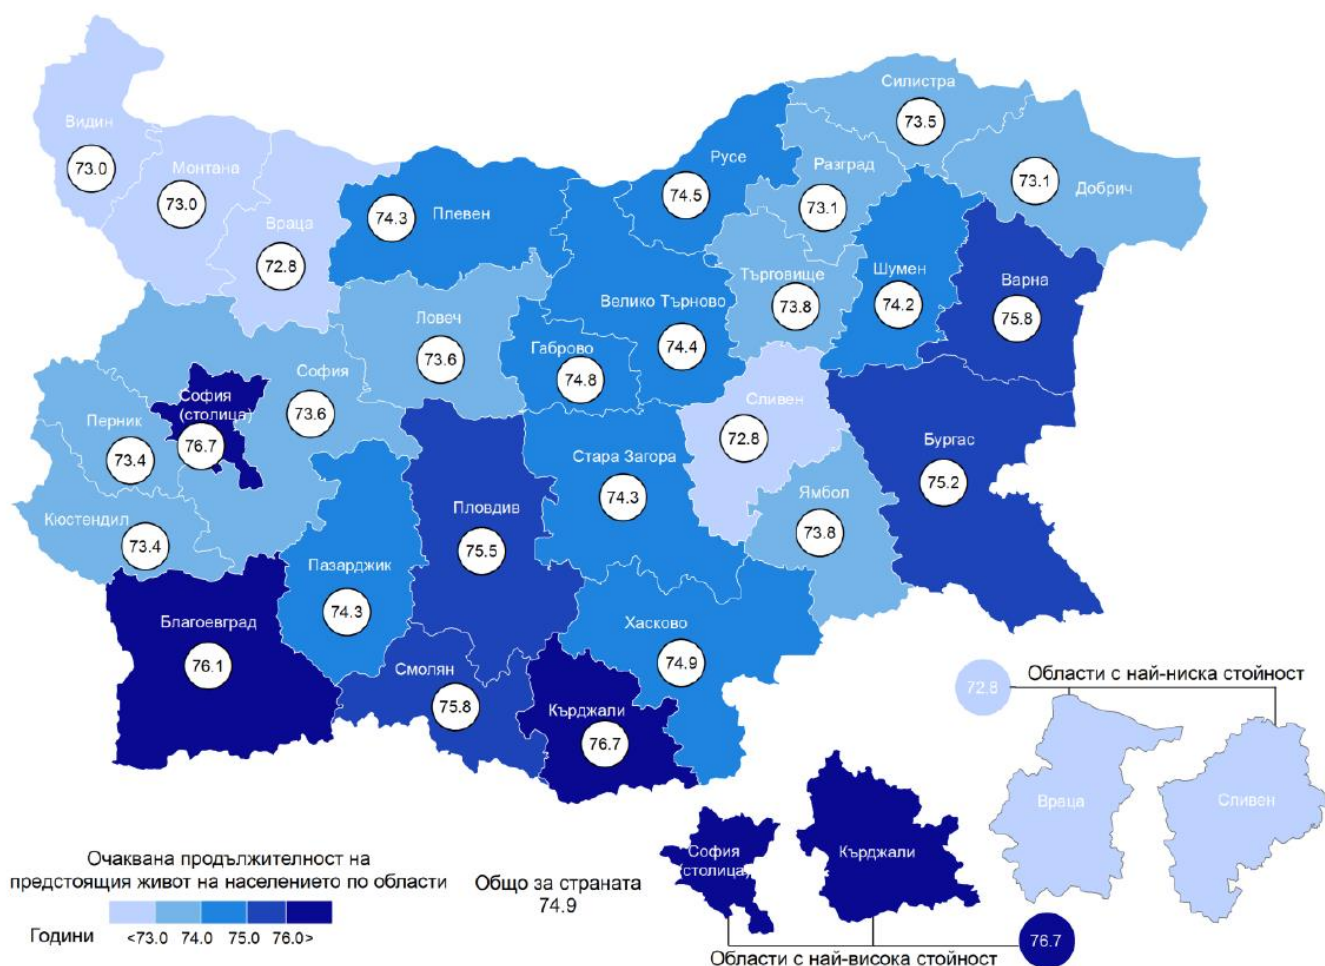 Силистра
73.5
Видин
73.0
Монтана
73.0
Враца
72.8
74.3
Плевен
Русе
74.5
Разград
73.1
73.1
Добрич
Търговище
73.8
Шумен
74.2
Варна
75.8
Велико Търново
74.4
Ловеч
73.6
Габрово
74.8
София
73.6
София
(столица)
76.7
Перник
73.4
Кюстендил
73.4
Сливен
72.8
Бургас
75.2
Стара Загора
74.3
Ямбол
73.8
Пловдив
75.5
Пазарджик
74.3
Благоевград
76.1
Хасково
74.9
Смолян
75.8
Кърджали
76.7
72.8
Области с най-ниска стойност
Враца
Сливен
София
(столица)
Кърджали
76.7
Области с най-висока стойност
Очаквана продължителност на
предстоящия живот на населението по области
Години
<73.0 74.0 75.0 76.0>
Общо за страната
74.9